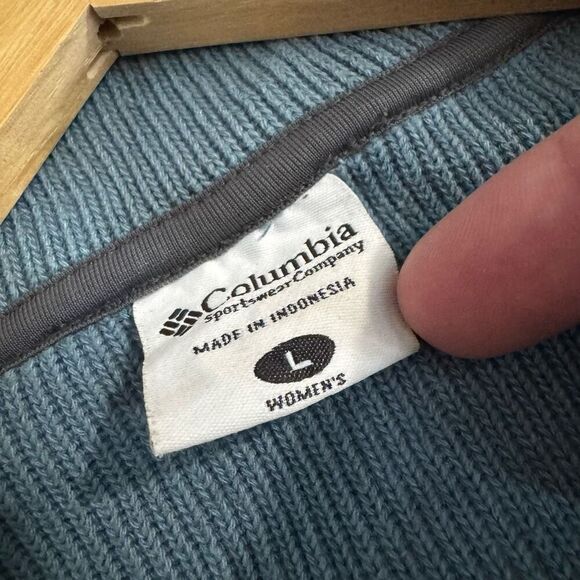 Columbia
Sportswear Company
MADE IN INDONESIA
L
WOMEN'S